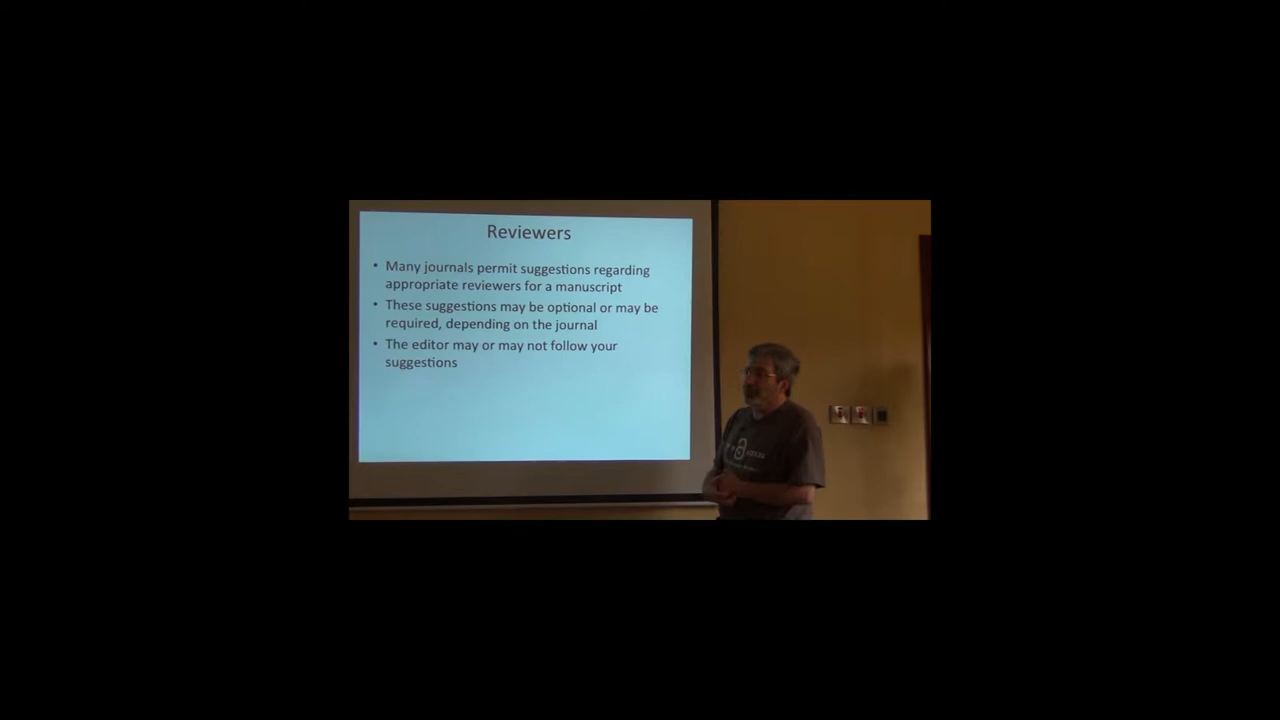 Reviewers
• Many journals permit suggestions regarding
appropriate reviewers for a manuscript
• These suggestions may be optional or may be
required, depending on the journal
• The editor may or may not follow your
suggestions